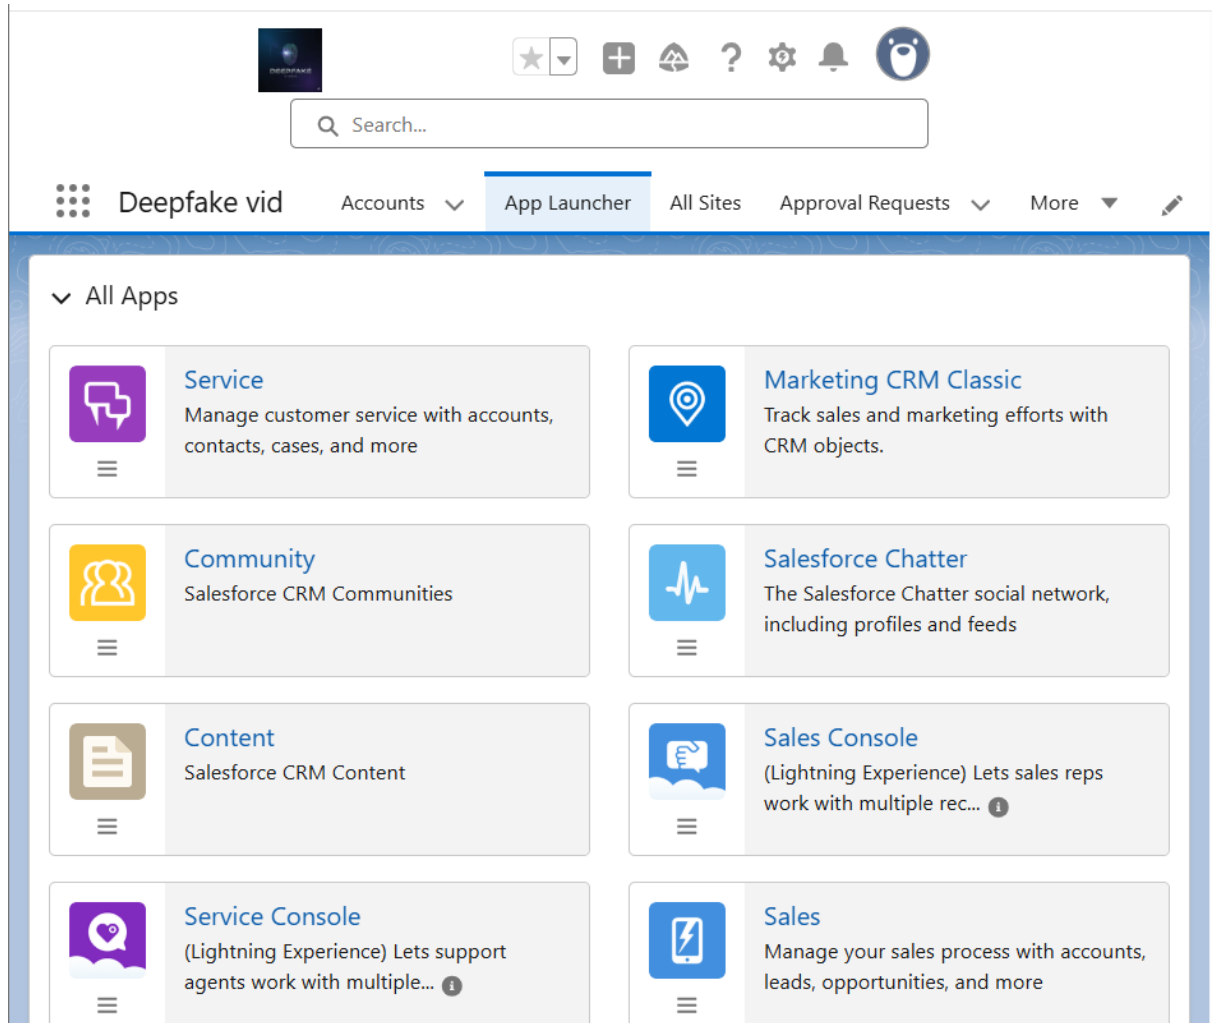 DEEPFAKE
Search...
Deepfake vid
Accounts
App Launcher
All Sites
Approval Requests
More
All Apps
Service
Manage customer service with accounts,
contacts, cases, and more
Marketing CRM Classic
Track sales and marketing efforts with
CRM objects.
Community
Salesforce CRM Communities
Salesforce Chatter
The Salesforce Chatter social network,
including profiles and feeds
Content
Salesforce CRM Content
Sales Console
(Lightning Experience) Lets sales reps
work with multiple rec...
Service Console
(Lightning Experience) Lets support
agents work with multiple...
Sales
Manage your sales process with accounts,
leads, opportunities, and more